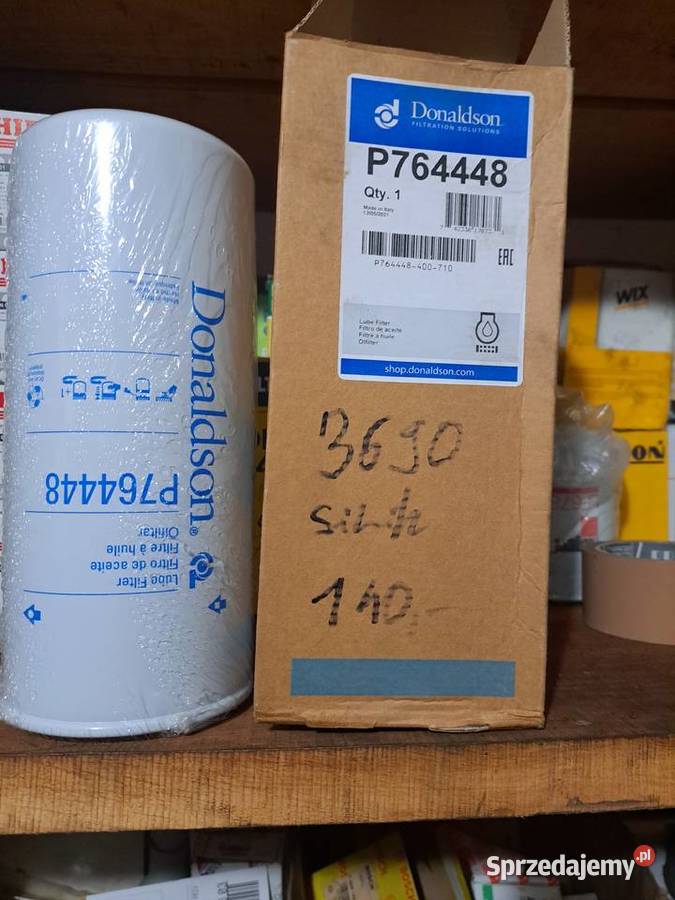 Donaldson
FILTRATION SOLUTIONS
P764448
Qty. 1
Made in Italy
P764448-400-710
EAC
Lube Filter
Filtro de aceite
Filtre à huile
Ölfilter
shop.donaldson.com
3690
silnik
140,-
Donaldson®
P764448
Lube Filter
Filtro de aceite
Filtre à huile
Ölfilter
WIX
ON
Sprzedajemy.pl